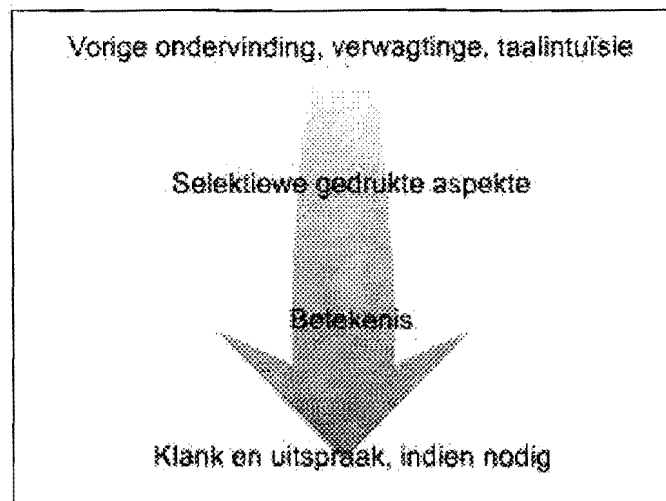 Vorige ondervinding, verwagtinge, taalintuïsie
Selektiewe gedrukte aspekte
Betekenis
Klank en uitspraak, indien nodig